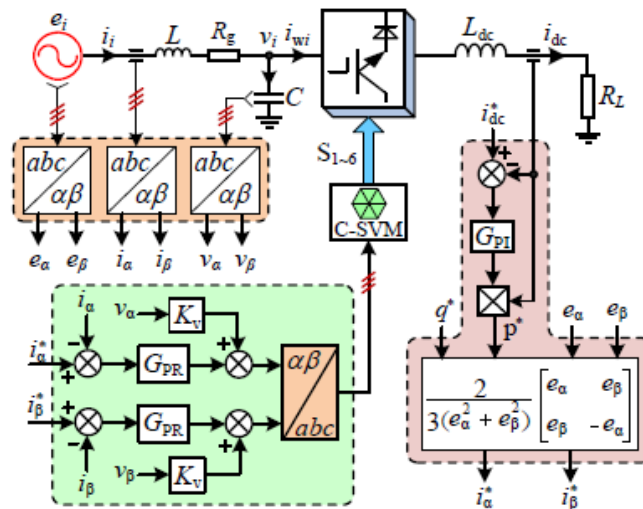 e_i i_i L R_g v_i i_wi L_dc i_dc
C R_L
abc αβ abc αβ abc αβ
S_1~6
i*_dc
+ −
C-SVM
G_PI
e_α e_β i_α i_β v_α v_β
p*
i_α v_α K_v
q* e_α e_β
i*_α − + G_PR + +
αβ abc
i*_β + − G_PR + +
2 / 3(e_α^2 + e_β^2) [e_α e_β; e_β -e_α]
i_β v_β K_v
i*_α i*_β